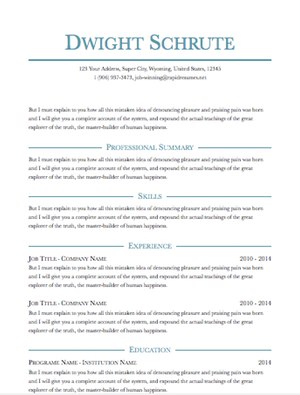 DWIGHT SCHRUTE
123 Your Address, Super City, Wyoming, United States, 12345
But I must explain to you how all this mistaken idea of denouncing pleasure and praising pain was born
and I will give you a complete account of the system, and expound the actual teachings of the great
explorer of the truth, the master-builder of human happiness.
PROFESSIONAL SUMMARY
But I must explain to you how all this mistaken idea of denouncing pleasure and praising pain was born
and I will give you a complete account of the system, and expound the actual teachings of the great
explorer of the truth, the master-builder of human happiness.
SKILLS
But I must explain to you how all this mistaken idea of denouncing pleasure and praising pain was born
and I will give you a complete account of the system, and expound the actual teachings of the great
explorer of the truth, the master-builder of human happiness.
EXPERIENCE
JOB TITLE - COMPANY NAME 2010 - 2014
But I must explain to you how all this mistaken idea of denouncing pleasure and praising pain was born
and I will give you a complete account of the system, and expound the actual teachings of the great
explorer of the truth, the master-builder of human happiness.
JOB TITLE - COMPANY NAME 2010 - 2014
But I must explain to you how all this mistaken idea of denouncing pleasure and praising pain was born
and I will give you a complete account of the system, and expound the actual teachings of the great
explorer of the truth, the master-builder of human happiness.
EDUCATION
PROGRAME NAME - INSTITUTION NAME 2014
But I must explain to you how all this mistaken idea of denouncing pleasure and praising pain was born
and I will give you a complete account of the system, and expound the actual teachings of the great
explorer of the truth, the master-builder of human happiness.